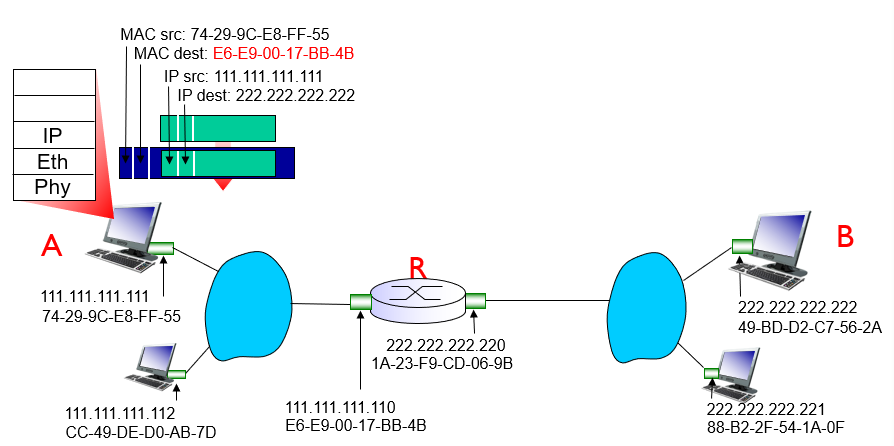 MAC src: 74-29-9C-E8-FF-55
MAC dest: E6-E9-00-17-BB-4B
IP src: 111.111.111.111
IP dest: 222.222.222.222
IP
Eth
Phy
A
R
B
111.111.111.111
74-29-9C-E8-FF-55
222.222.222.222
49-BD-D2-C7-56-2A
222.222.222.220
1A-23-F9-CD-06-9B
111.111.111.112
CC-49-DE-D0-AB-7D
111.111.111.110
E6-E9-00-17-BB-4B
222.222.222.221
88-B2-2F-54-1A-0F